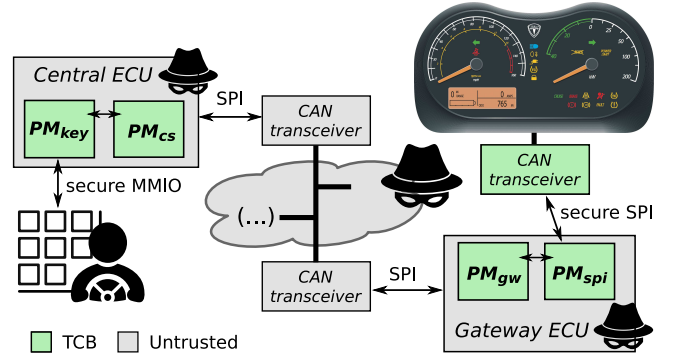 Central ECU
PMkey
PMcs
SPI
CAN
transceiver
secure MMIO
(...)
CAN
transceiver
SPI
CAN
transceiver
secure SPI
PMgw
PMspi
Gateway ECU
TCB
Untrusted
765